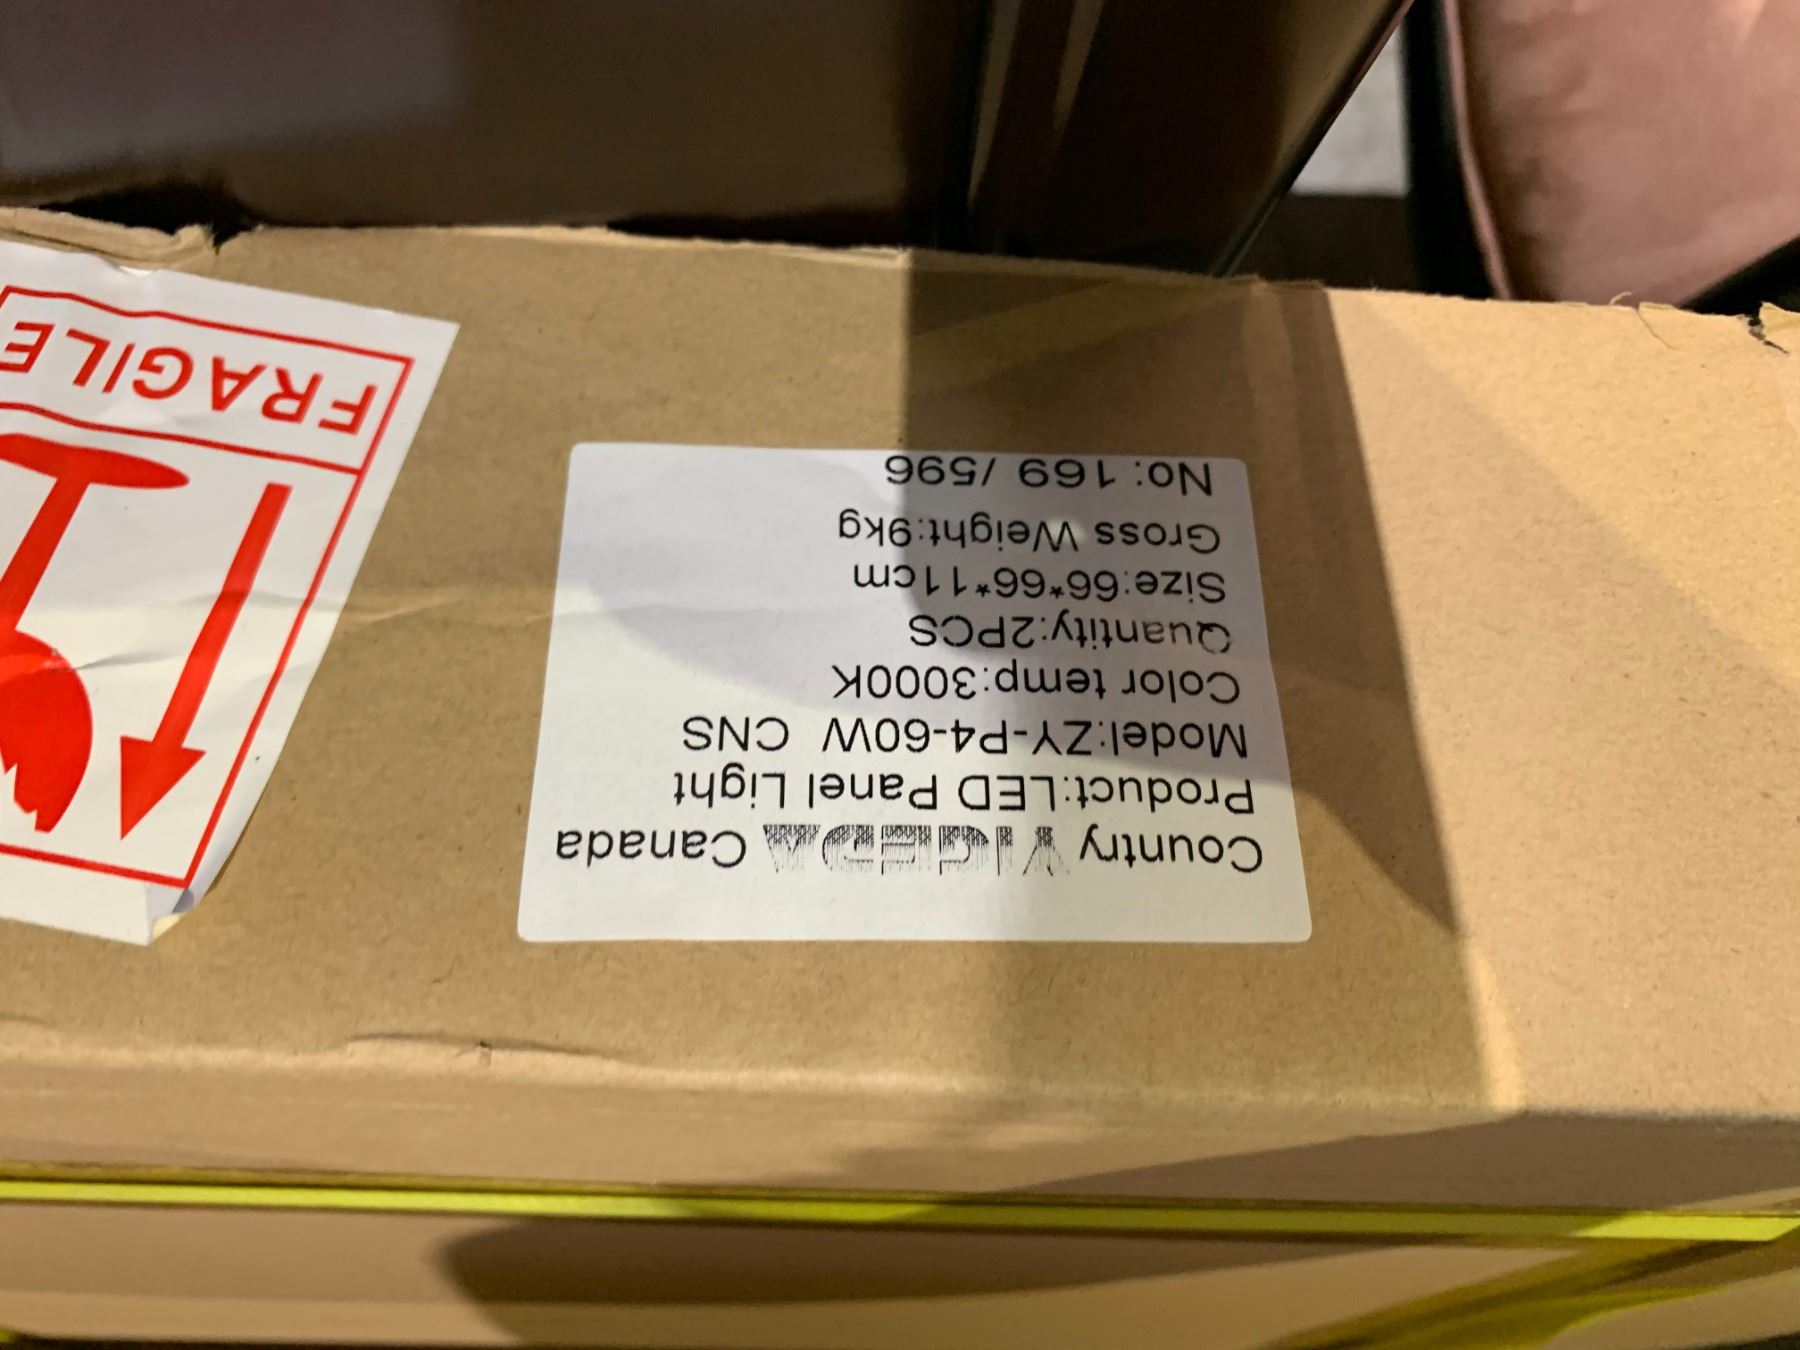 Country YIGEDA Canada
Product:LED Panel Light
Model:ZY-P4-60W CNS
Color temp:3000K
Quantity:2PCS
Size:66*66*11cm
Gross Weight:9kg
No: 169 /596
FRAGILE